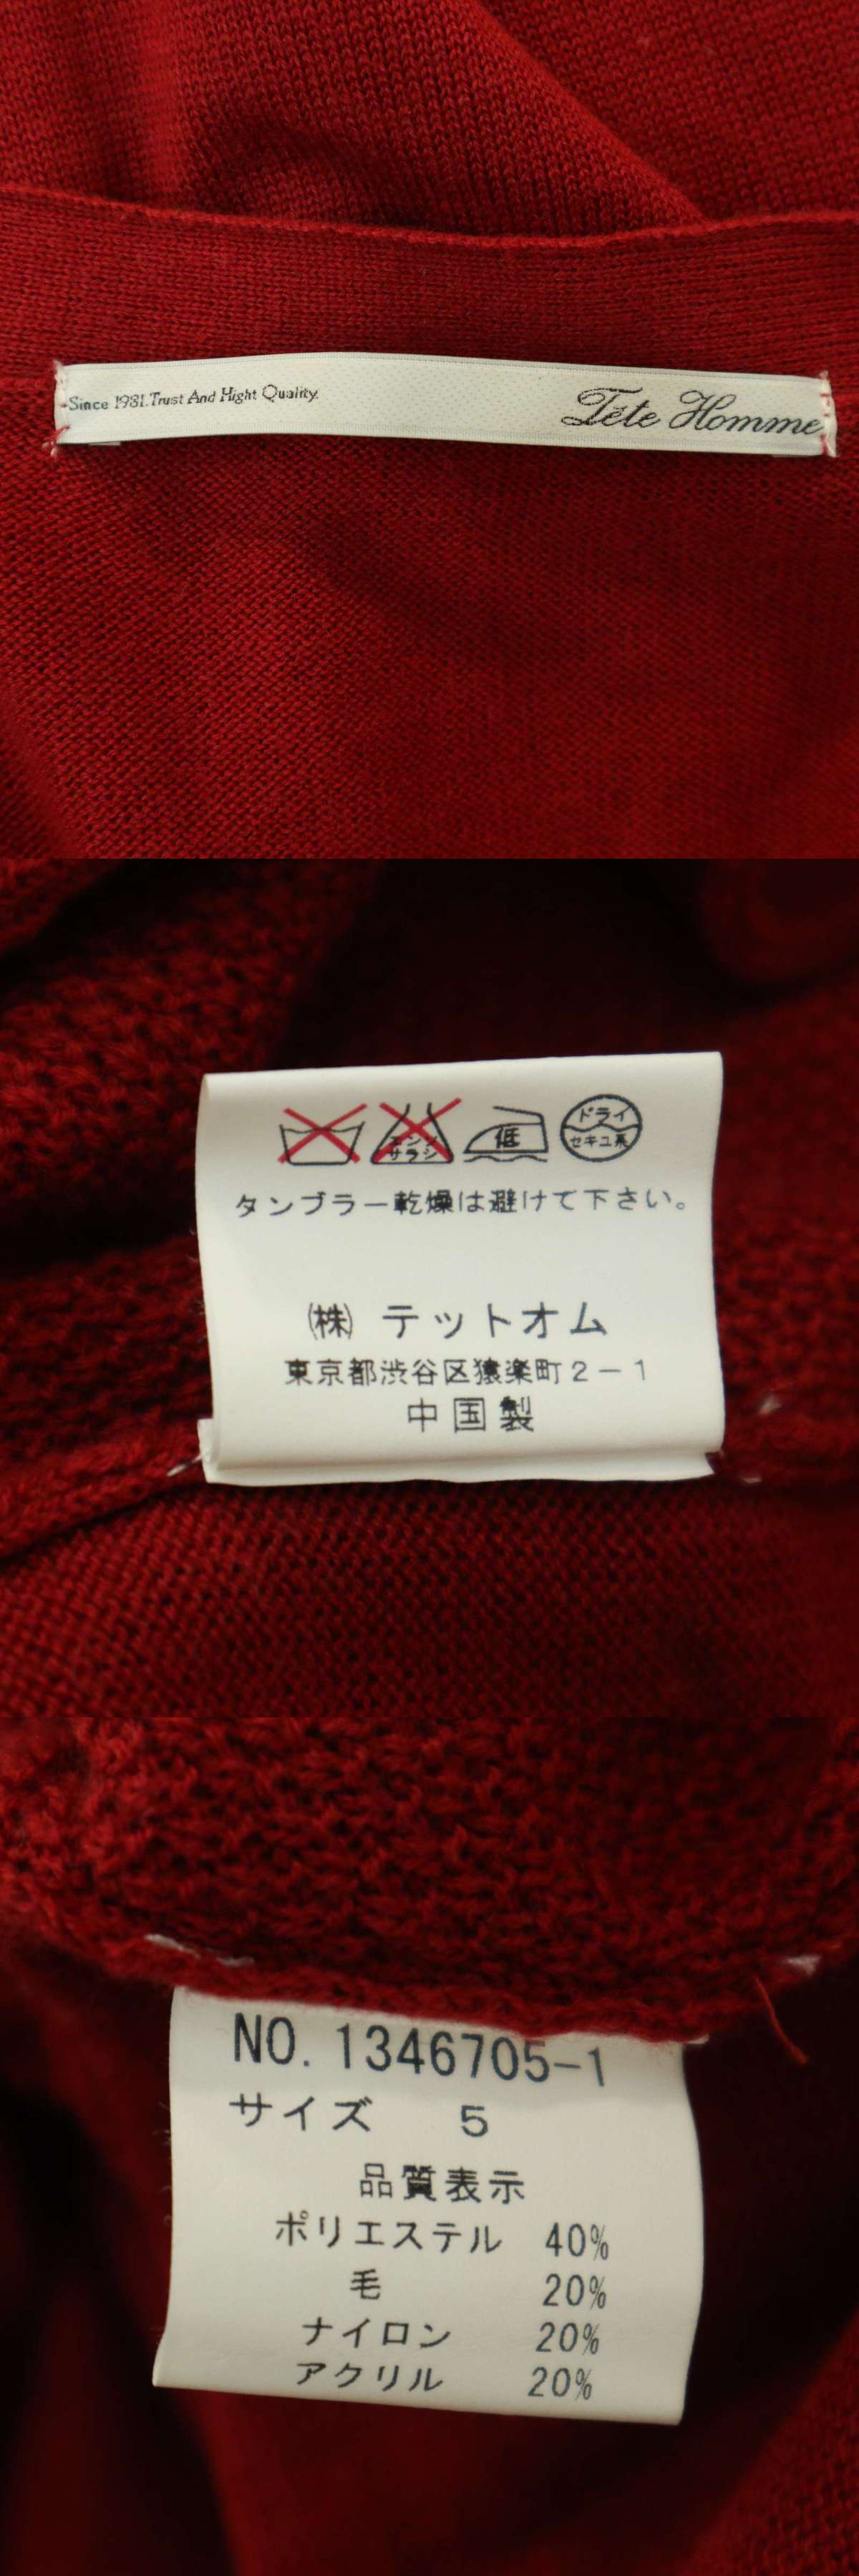 Since 1981.Trust And Hight Quality.
Tête Homme
エンソ
サラシ
低
ドライ
セキユ系
タンブラー乾燥は避けて下さい。
㈱ テットオム
東京都渋谷区猿楽町2-1
中国製
NO. 1346705-1
サイズ 5
品質表示
ポリエステル 40%
毛 20%
ナイロン 20%
アクリル 20%